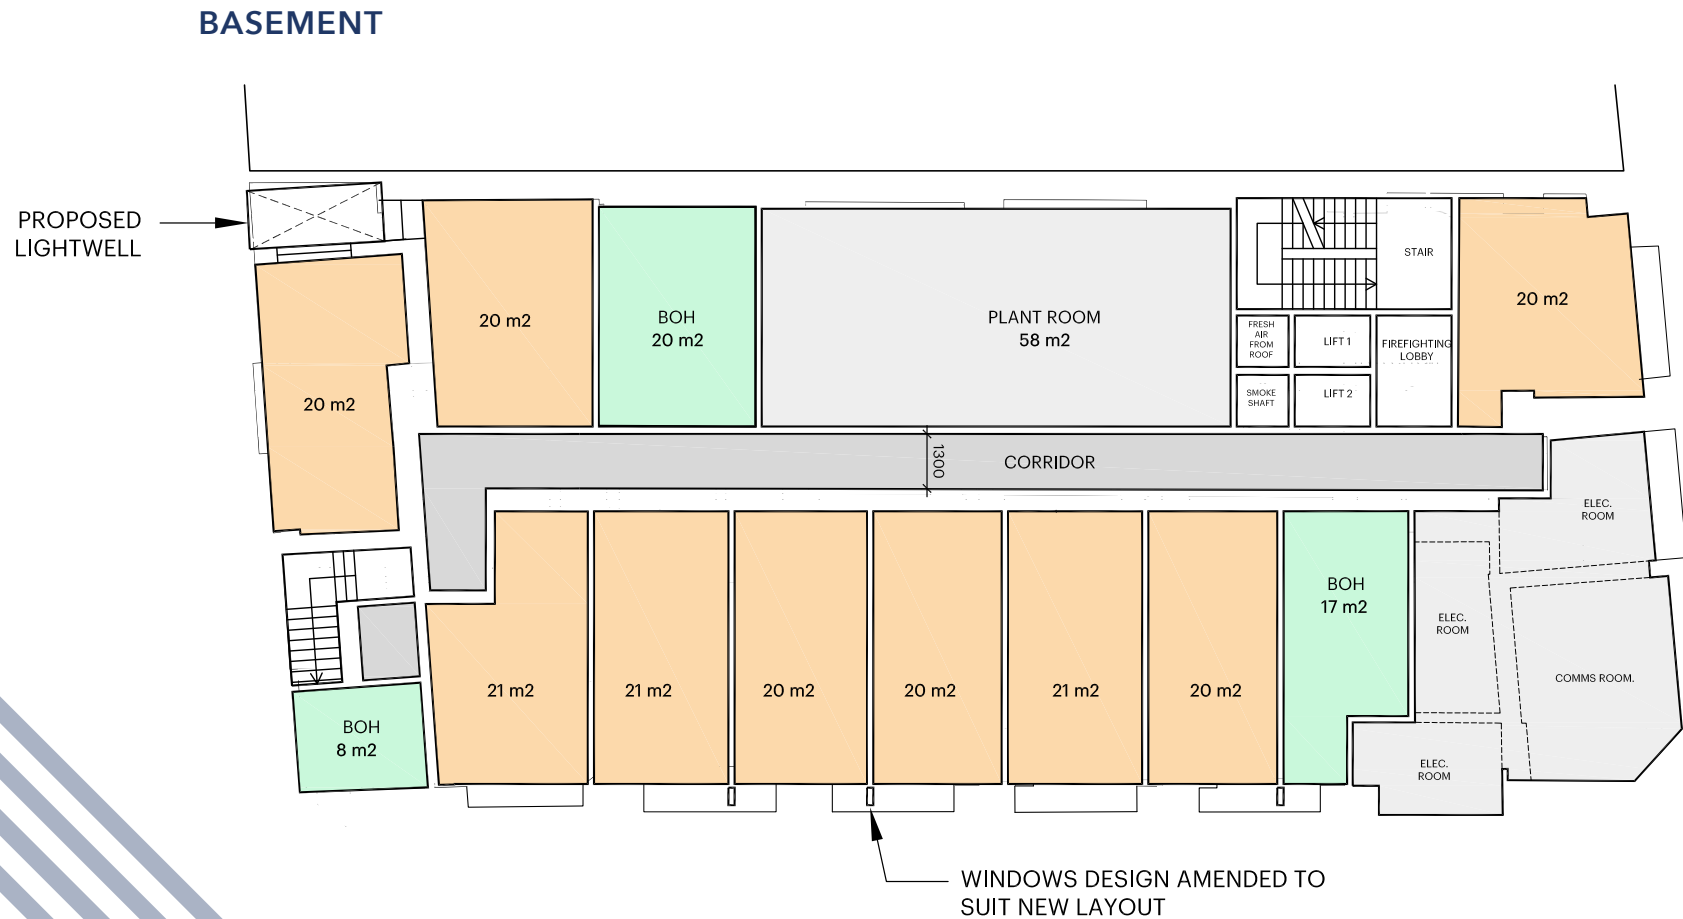 BASEMENT
PROPOSED
LIGHTWELL
20 m2
20 m2
BOH
20 m2
PLANT ROOM
58 m2
STAIR
FRESH
AIR
FROM
ROOF
LIFT 1
FIREFIGHTING
LOBBY
SMOKE
SHAFT
LIFT 2
20 m2
1300
CORRIDOR
ELEC.
ROOM
BOH
17 m2
ELEC.
ROOM
COMMS ROOM.
21 m2
21 m2
20 m2
20 m2
21 m2
20 m2
BOH
8 m2
ELEC.
ROOM
WINDOWS DESIGN AMENDED TO
SUIT NEW LAYOUT